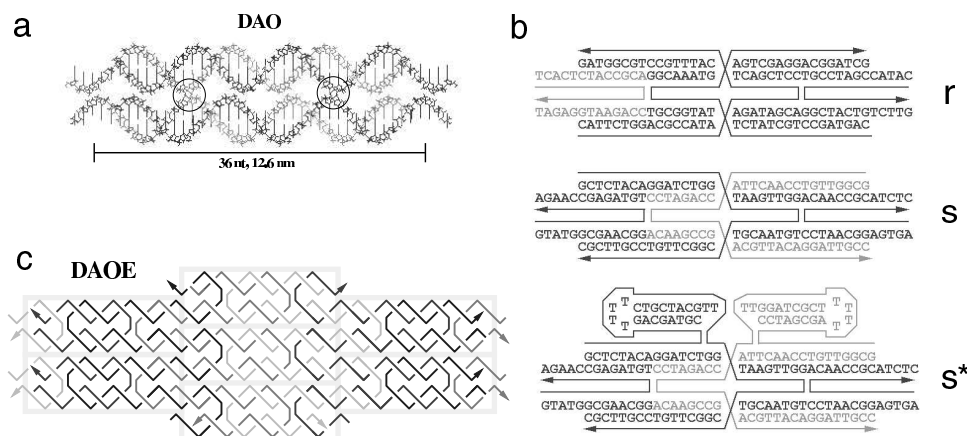 a
DAO
36 nt, 12.6 nm
b
GATGGCGTCCGTTTAC AGTCGAGGACGGATCG
TCACTCTACCGCAGGCAAATG TCAGCTCCTGCCTAGCCATAC
TAGAGGTAAGACCTGCGGTAT AGATAGCAGGCTACTGTCTTG
CATTCTGGACGCCATA TCTATCGTCCGATGAC
r
GCTCTACAGGATCTGG ATTCAACCTGTTGGCG
AGAACCGAGATGTCCTAGACC TAAGTTGGACAACCGCATCTC
GTATGGCGAACGGACAAGCCG TGCAATGTCCTAACGGAGTGA
CGCTTGCCTGTTCGGC ACGTTACAGGATTGCC
s
T T CTGCTACGTT TTGGATCGCT T T
T T GACGATGC CCTAGCGA T T
GCTCTACAGGATCTGG ATTCAACCTGTTGGCG
AGAACCGAGATGTCCTAGACC TAAGTTGGACAACCGCATCTC
GTATGGCGAACGGACAAGCCG TGCAATGTCCTAACGGAGTGA
CGCTTGCCTGTTCGGC ACGTTACAGGATTGCC
s*
c
DAOE